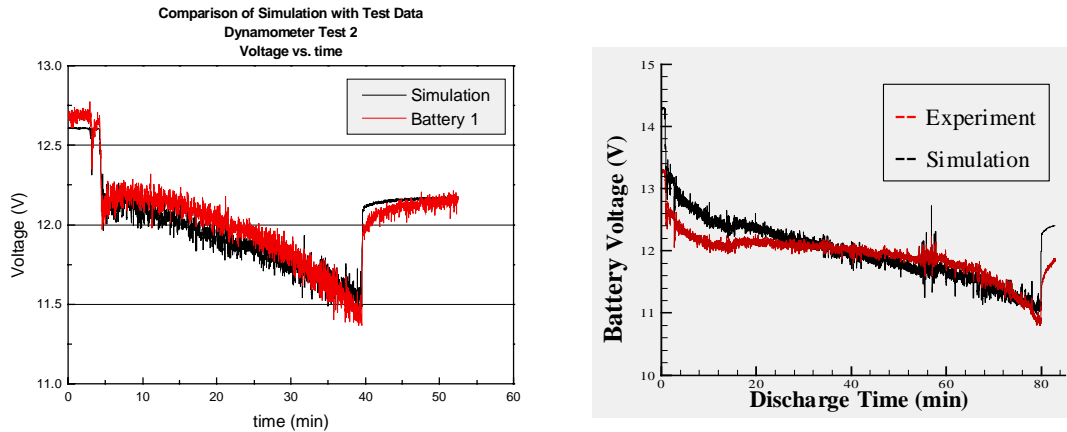 Comparison of Simulation with Test Data
Dynamometer Test 2
Voltage vs. time
13.0
12.5
12.0
11.5
11.0
Voltage (V)
Simulation
Battery 1
0 10 20 30 40 50 60
time (min)
15
14
13
12
11
10
Battery Voltage (V)
Experiment
Simulation
0 20 40 60 80
Discharge Time (min)